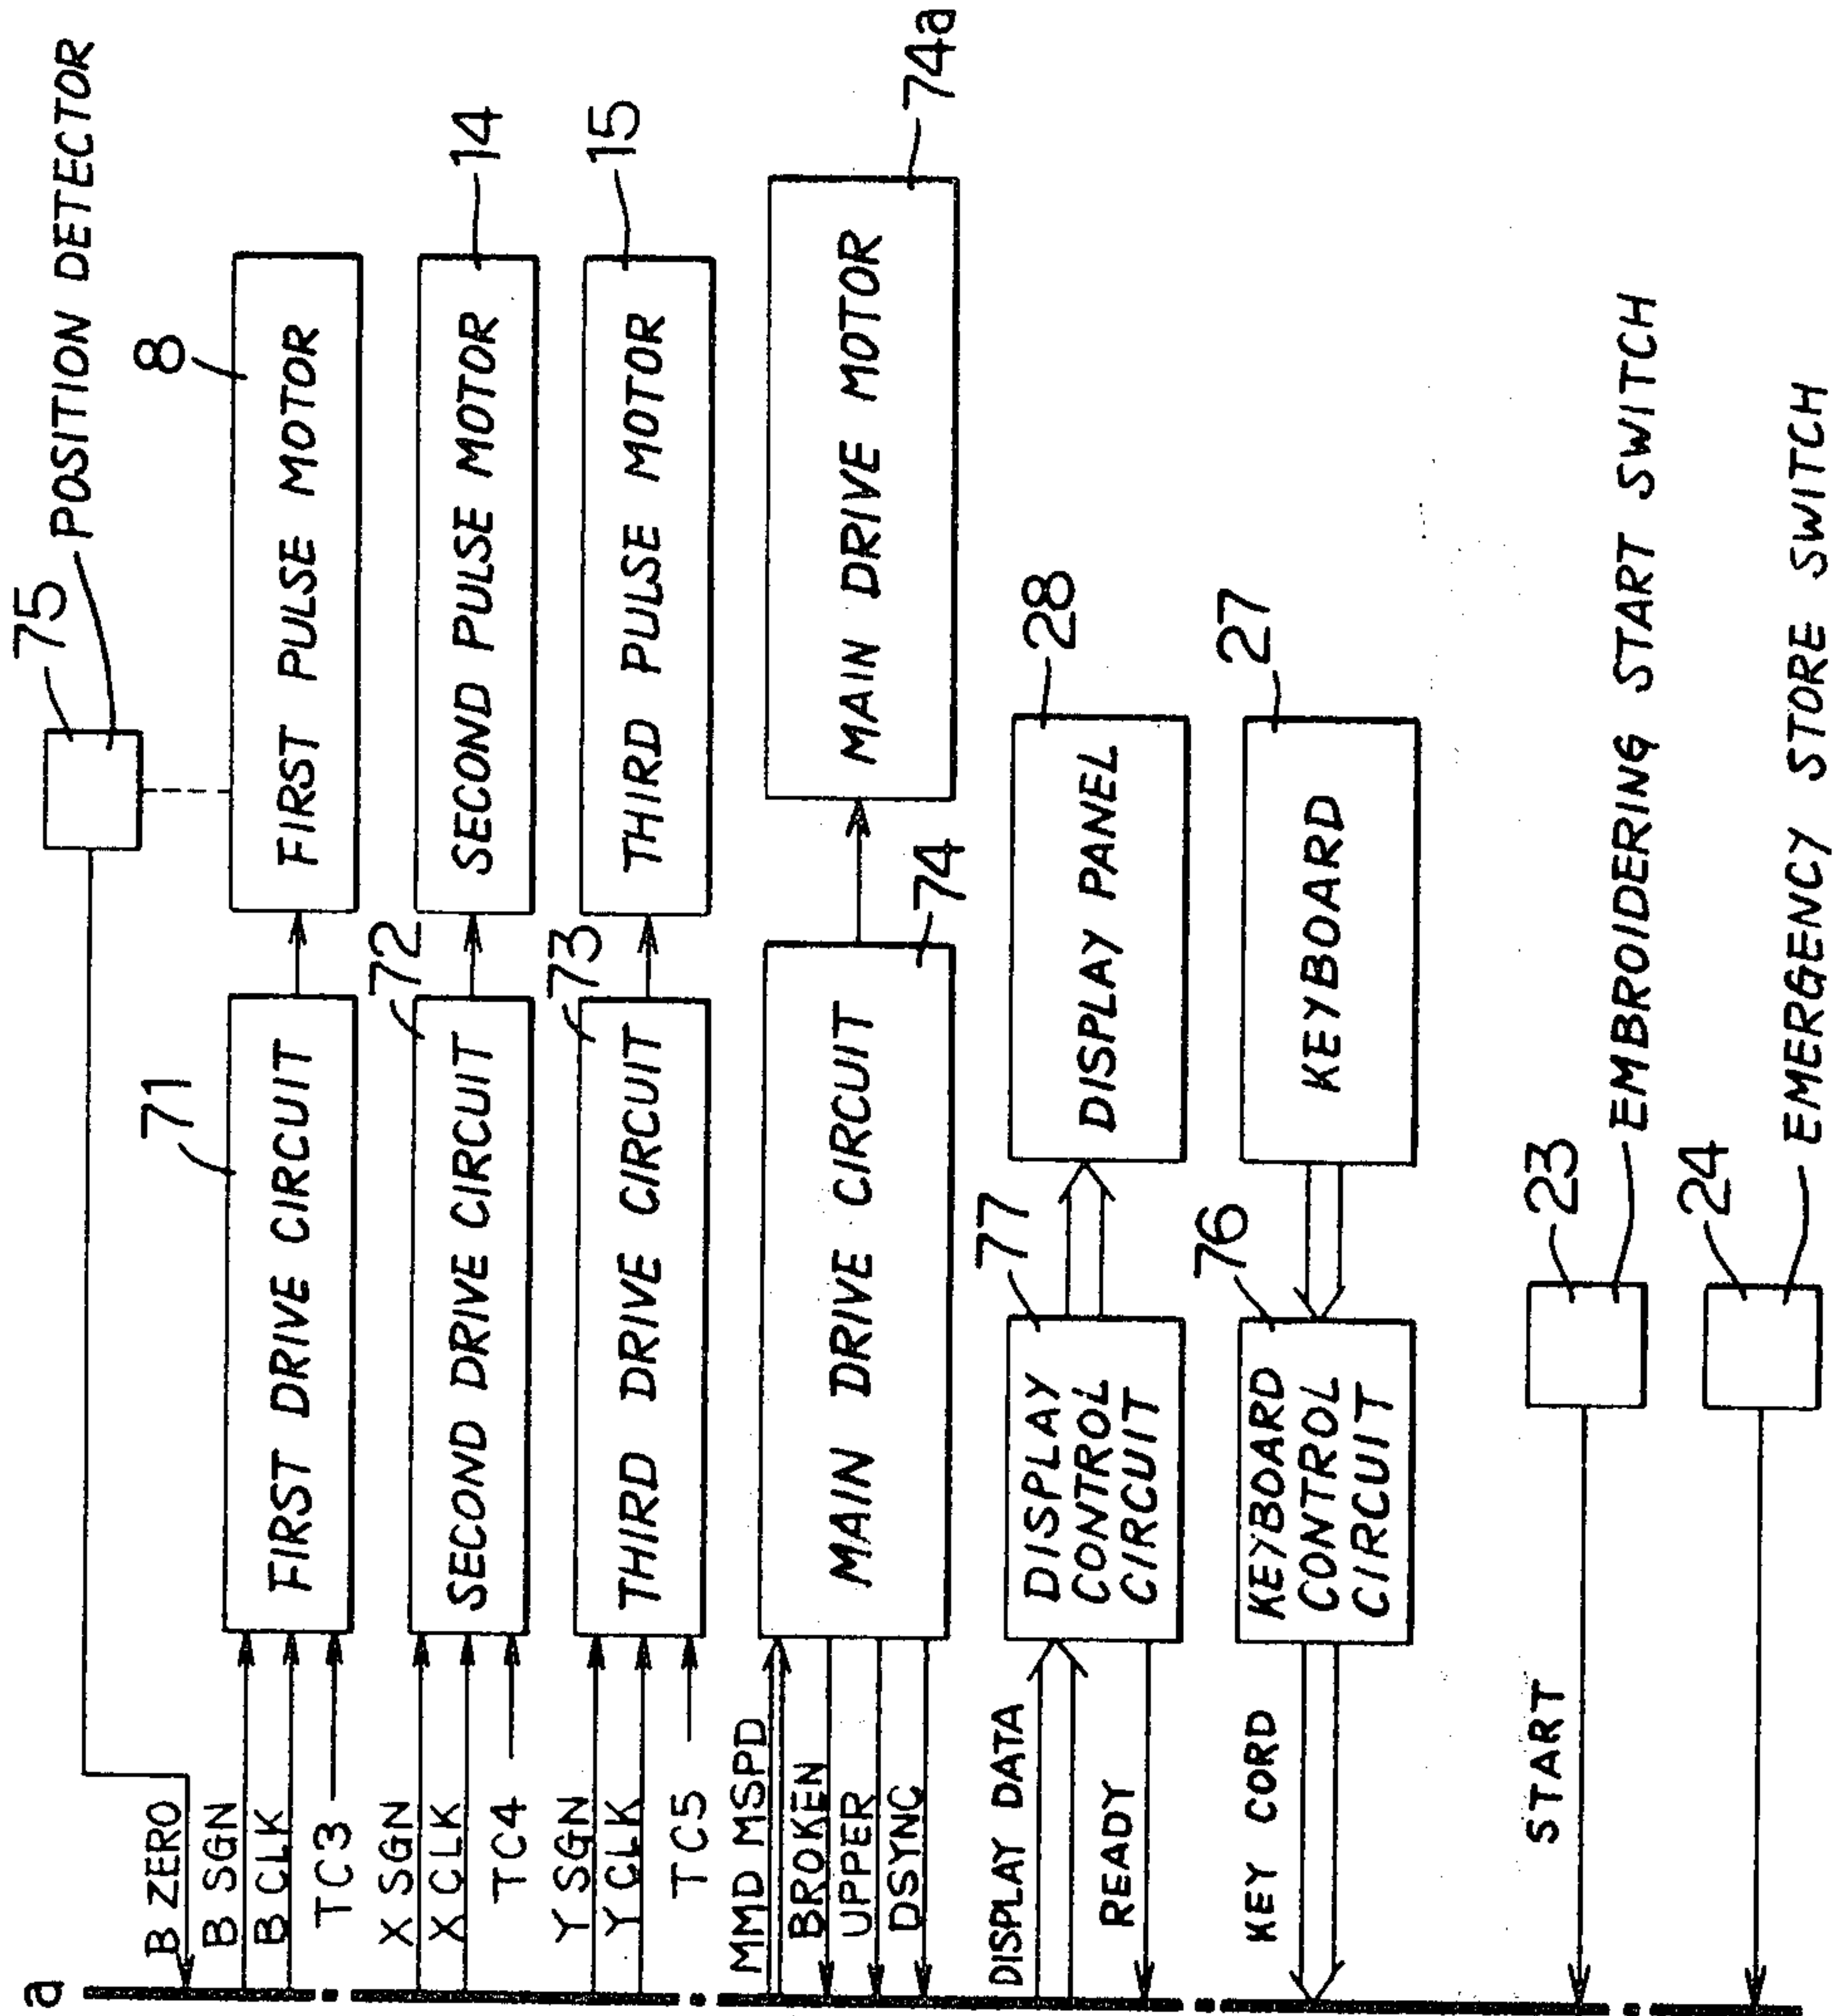 a
75
POSITION DETECTOR
B ZERO
B SGN
B CLK
TC3
71
FIRST DRIVE CIRCUIT
8
FIRST PULSE MOTOR
X SGN
X CLK
TC4
72
SECOND DRIVE CIRCUIT
14
SECOND PULSE MOTOR
Y SGN
Y CLK
TC5
73
THIRD DRIVE CIRCUIT
15
THIRD PULSE MOTOR
MMD MSPD
BROKEN
UPPER
DSYNC
MAIN DRIVE CIRCUIT
74
MAIN DRIVE MOTOR
74a
DISPLAY DATA
READY
77
DISPLAY
CONTROL
CIRCUIT
28
DISPLAY PANEL
KEY CORD
76
KEYBOARD
CONTROL
CIRCUIT
27
KEYBOARD
START
23
EMBROIDERING START SWITCH
24
EMERGENCY STORE SWITCH